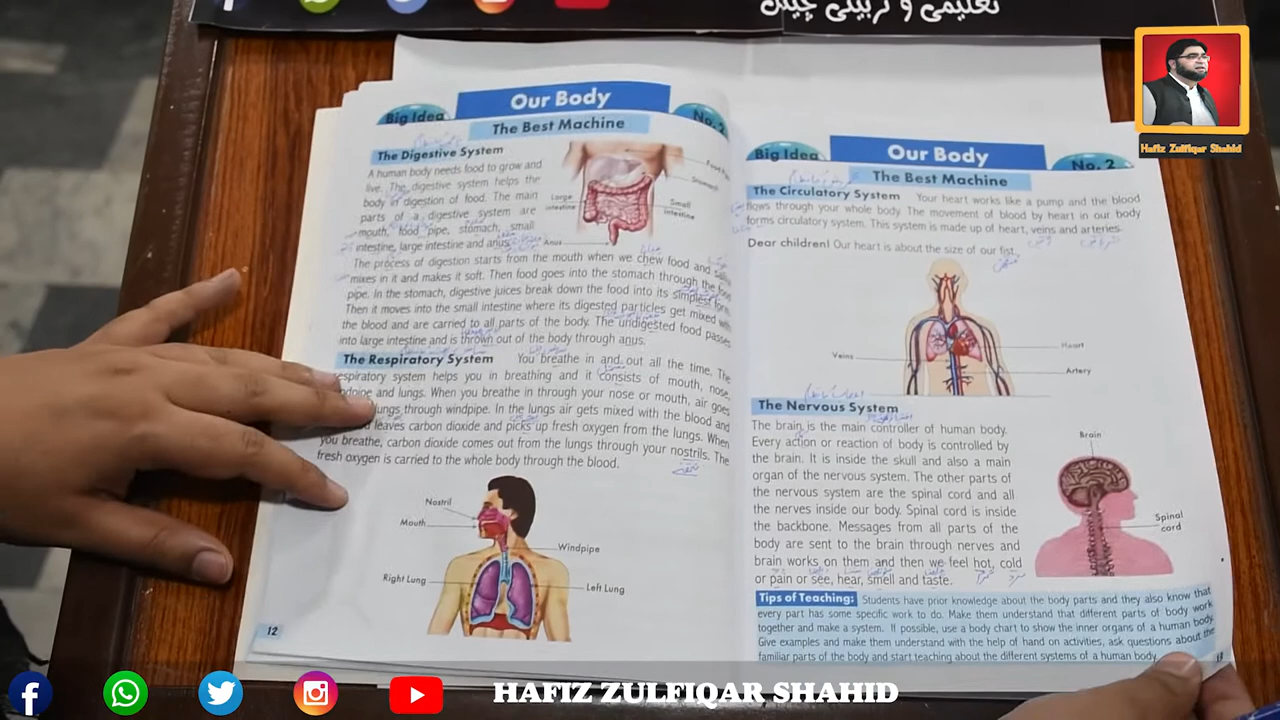 تعلیمی و تربیتی چینل
Hafiz Zulfiqar Shahid
Big Idea
Our Body
No. 2
The Best Machine
The Digestive System
A human body needs food to grow and
live. The digestive system helps the
body in digestion of food. The main
parts of a digestive system are
mouth, food pipe, stomach, small
intestine, large intestine and anus.
Stomach
Large
intestine
Small
intestine
Anus
The process of digestion starts from the mouth when we chew food and
mixes in it and makes it soft. Then food goes into the stomach through the food
pipe. In the stomach, digestive juices break down the food into its simplest form.
Then it moves into the small intestine where its digested particles get mixed with
the blood and are carried to all parts of the body. The undigested food passes
into large intestine and is thrown out of the body through anus.
The Respiratory System
You breathe in and out all the time. The
respiratory system helps you in breathing and it consists of mouth, nose,
windpipe and lungs. When you breathe in through your nose or mouth, air goes
lungs through windpipe. In the lungs air gets mixed with the blood and
leaves carbon dioxide and picks up fresh oxygen from the lungs. When
you breathe, carbon dioxide comes out from the lungs through your nostrils. The
fresh oxygen is carried to the whole body through the blood.
Nostril
Mouth
Windpipe
Right Lung
Left Lung
12
Big Idea
Our Body
No. 2
The Best Machine
The Circulatory System Your heart works like a pump and the blood
flows through your whole body. The movement of blood by heart in our body
forms circulatory system. This system is made up of heart, veins and arteries.
Dear children! Our heart is about the size of our fist.
Veins
Heart
Artery
The Nervous System
The brain is the main controller of human body.
Every action or reaction of body is controlled by
the brain. It is inside the skull and also a main
organ of the nervous system. The other parts of
the nervous system are the spinal cord and all
the nerves inside our body. Spinal cord is inside
the backbone. Messages from all parts of the
body are sent to the brain through nerves and
brain works on them and then we feel hot, cold
or pain or see, hear, smell and taste.
Brain
Spinal
cord
Tips of Teaching: Students have prior knowledge about the body parts and they also know that
every part has some specific work to do. Make them understand that different parts of body work
together and make a system. If possible, use a body chart to show the inner organs of a human body.
Give examples and make them understand with the help of hand on activities, ask questions about the
familiar parts of the body and start teaching about the different systems of a human body.
HAFIZ ZULFIQAR SHAHID